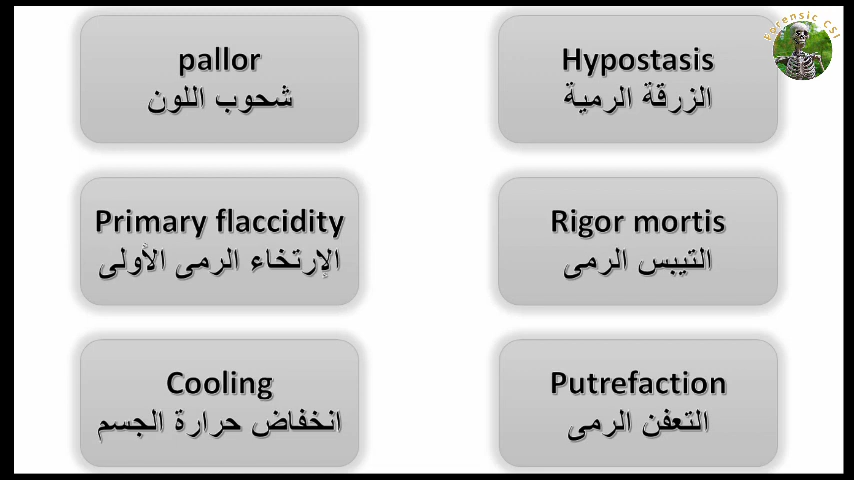 pallor
شحوب اللون
Hypostasis
الزرقة الرمية
Primary flaccidity
الإرتخاء الرمى الأولى
Rigor mortis
التيبس الرمى
Cooling
انخفاض حرارة الجسم
Putrefaction
التعفن الرمى
Forensic CSI